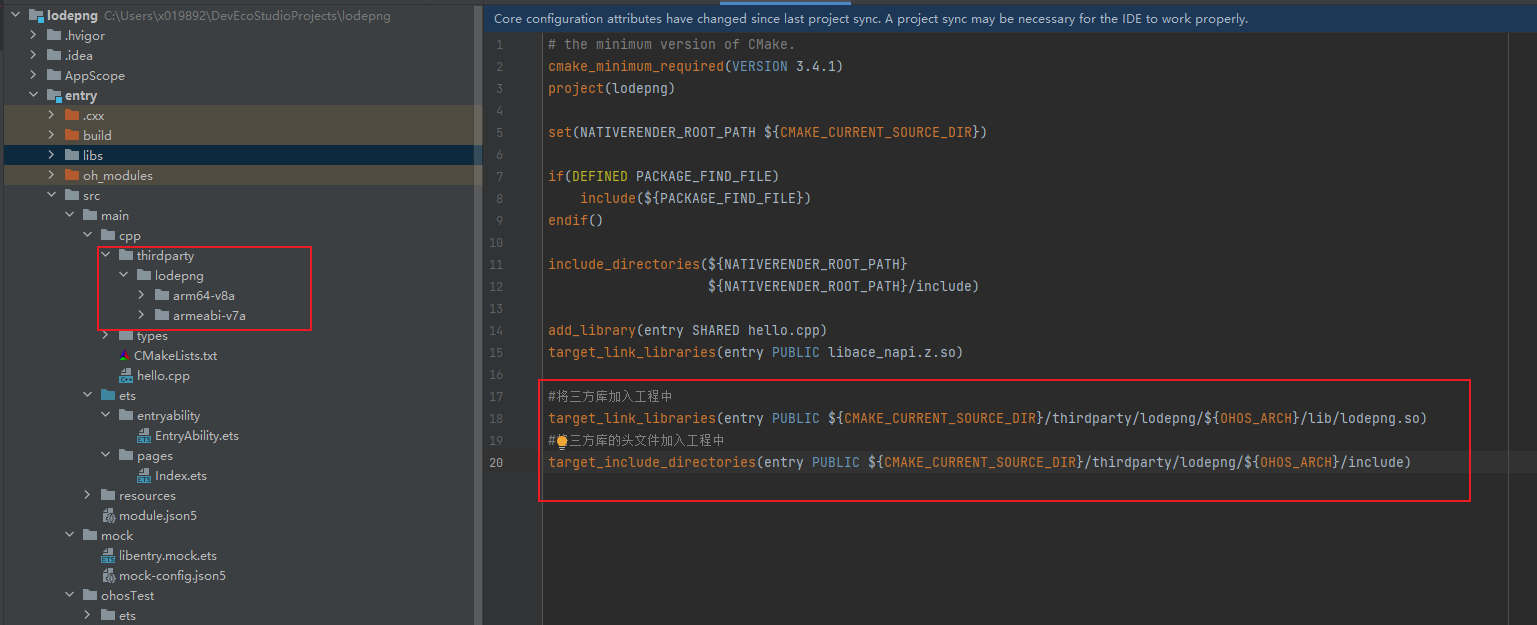 lodepng C:\Users\x019892\DevEcoStudioProjects\lodepng
.hvigor
.idea
AppScope
entry
.cxx
build
libs
oh_modules
src
main
cpp
thirdparty
lodepng
arm64-v8a
armeabi-v7a
types
CMakeLists.txt
hello.cpp
ets
entryability
EntryAbility.ets
pages
Index.ets
resources
module.json5
mock
libentry.mock.ets
mock-config.json5
ohosTest
ets
Core configuration attributes have changed since last project sync. A project sync may be necessary for the IDE to work properly.
1 # the minimum version of CMake.
2 cmake_minimum_required(VERSION 3.4.1)
3 project(lodepng)
4
5 set(NATIVERENDER_ROOT_PATH ${CMAKE_CURRENT_SOURCE_DIR})
6
7 if(DEFINED PACKAGE_FIND_FILE)
8 include(${PACKAGE_FIND_FILE})
9 endif()
10
11 include_directories(${NATIVERENDER_ROOT_PATH}
12 ${NATIVERENDER_ROOT_PATH}/include)
13
14 add_library(entry SHARED hello.cpp)
15 target_link_libraries(entry PUBLIC libace_napi.z.so)
16
17 #将三方库加入工程中
18 target_link_libraries(entry PUBLIC ${CMAKE_CURRENT_SOURCE_DIR}/thirdparty/lodepng/${OHOS_ARCH}/lib/lodepng.so)
19 #三方库的头文件加入工程中
20 target_include_directories(entry PUBLIC ${CMAKE_CURRENT_SOURCE_DIR}/thirdparty/lodepng/${OHOS_ARCH}/include)